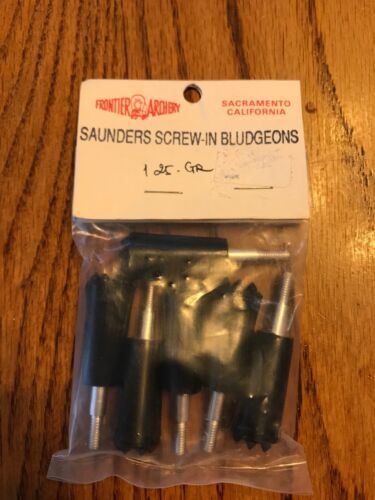 FRONTIER ARCHERY
SACRAMENTO
CALIFORNIA
SAUNDERS SCREW-IN BLUDGEONS
125-GR